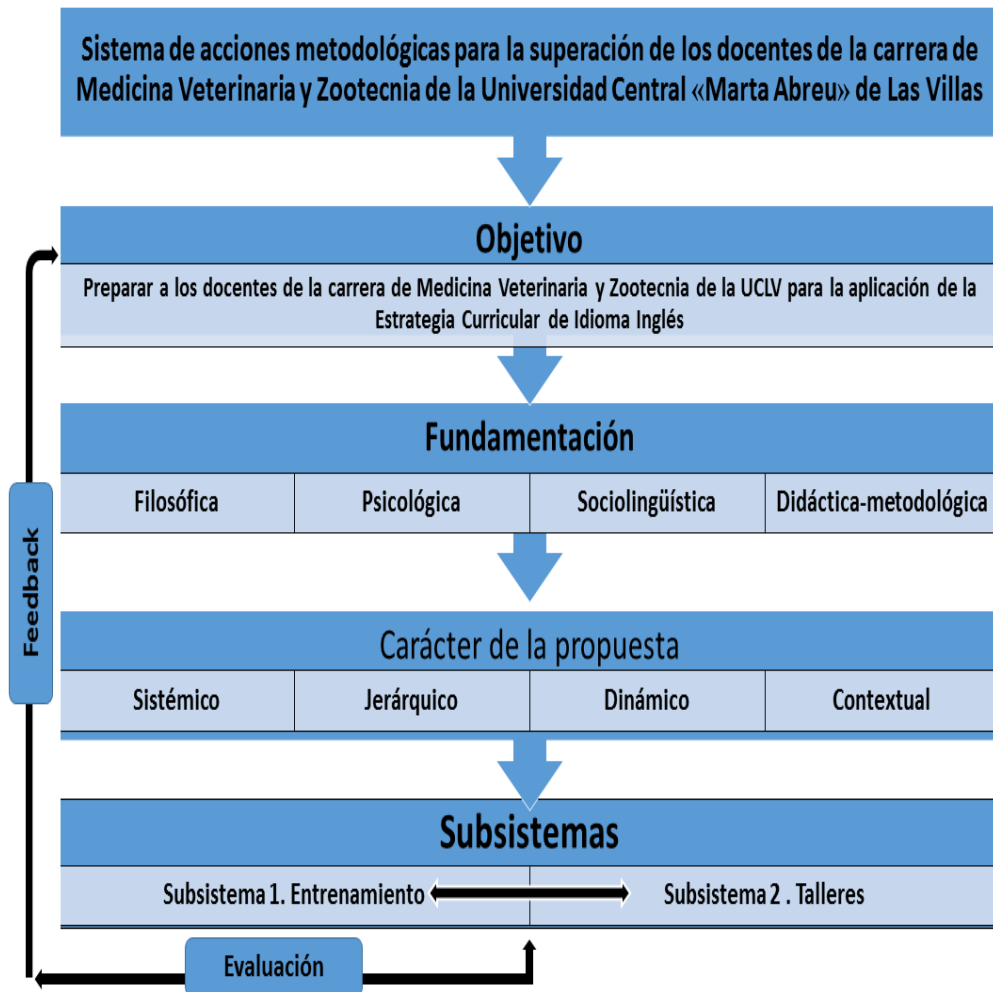 Sistema de acciones metodológicas para la superación de los docentes de la carrera de
Medicina Veterinaria y Zootecnia de la Universidad Central «Marta Abreu» de Las Villas
Objetivo
Preparar a los docentes de la carrera de Medicina Veterinaria y Zootecnia de la UCLV para la aplicación de la
Estrategia Curricular de Idioma Inglés
Fundamentación
Filosófica
Psicológica
Sociolingüística
Didáctica-metodológica
Feedback
Carácter de la propuesta
Sistémico
Jerárquico
Dinámico
Contextual
Subsistemas
Subsistema 1. Entrenamiento
Subsistema 2 . Talleres
Evaluación